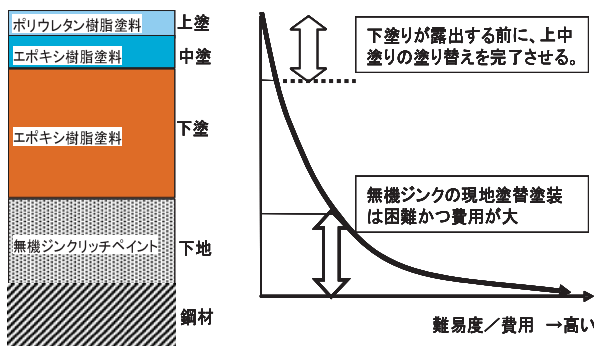 ポリウレタン樹脂塗料
上塗
エポキシ樹脂塗料
中塗
エポキシ樹脂塗料
下塗
無機ジンクリッチペイント
下地
鋼材
下塗りが露出する前に、上中
塗りの塗り替えを完了させる。
無機ジンクの現地塗替塗装
は困難かつ費用が大
難易度／費用 →高い